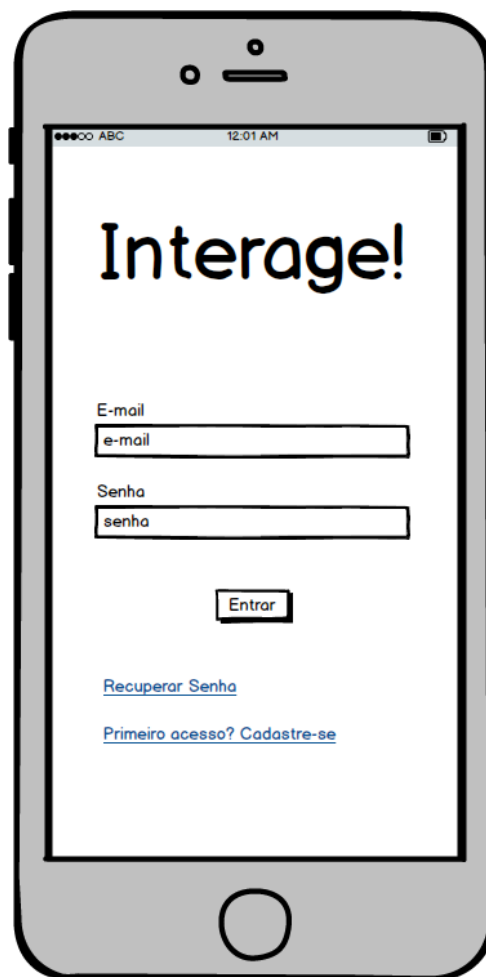 ABC 12:01 AM
Interage!
E-mail
e-mail
Senha
senha
Entrar
Recuperar Senha
Primeiro acesso? Cadastre-se